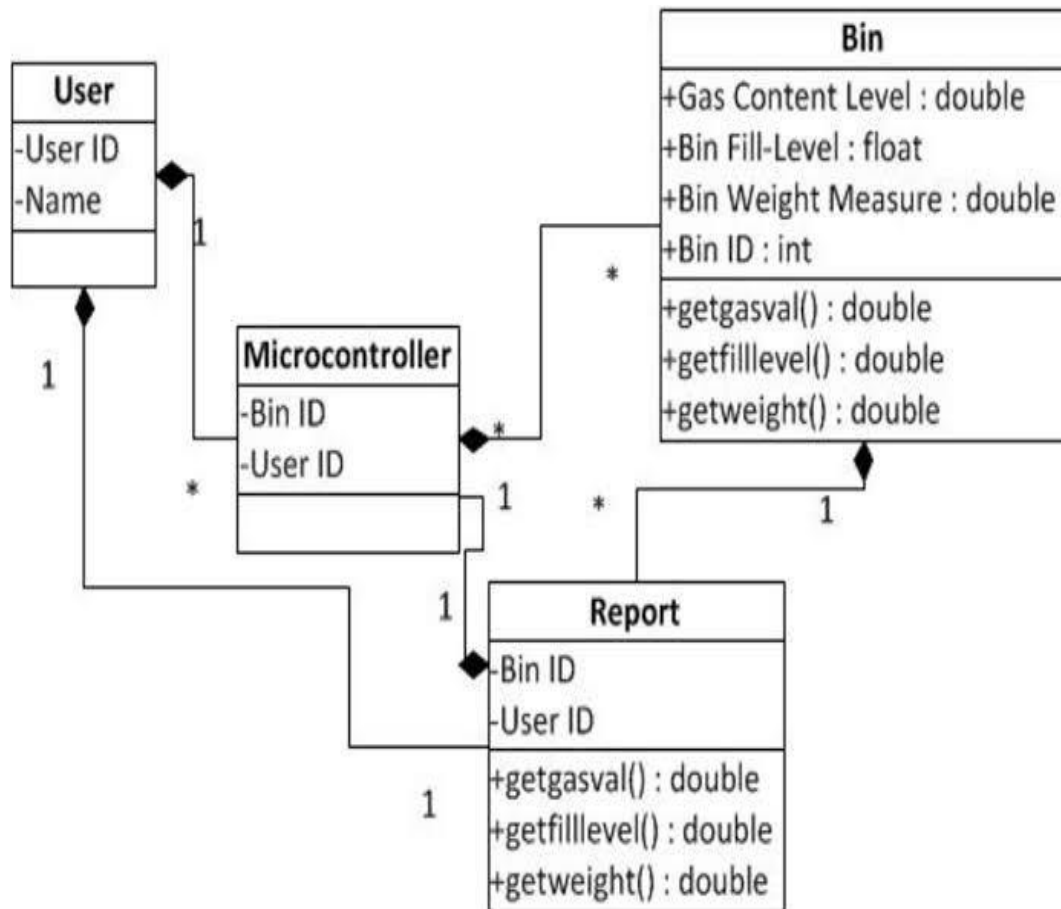 User
-User ID
-Name
1
1
Bin
+Gas Content Level : double
+Bin Fill-Level : float
+Bin Weight Measure : double
+Bin ID : int
+getgasval() : double
+getfilllevel() : double
+getweight() : double
*
Microcontroller
-Bin ID
-User ID
*
*
1
*
1
1
Report
-Bin ID
-User ID
+getgasval() : double
+getfilllevel() : double
+getweight() : double
1